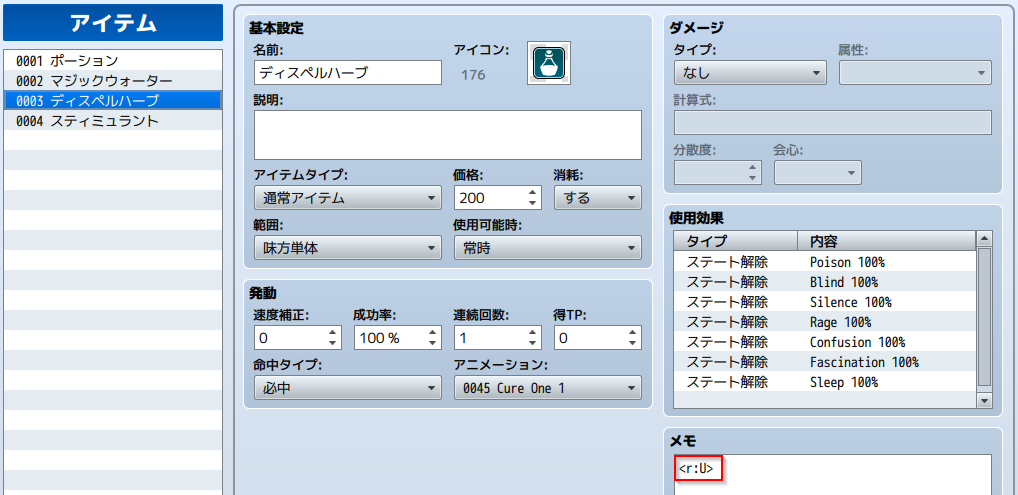 アイテム
0001 ポーション
0002 マジックウォーター
0003 ディスペルハーブ
0004 スティミュラント
基本設定
名前:
アイコン:
ディスペルハーブ
176
説明:
アイテムタイプ:
価格:
消耗:
通常アイテム
200
する
範囲:
使用可能時:
味方単体
常時
発動
速度補正:
成功率:
連続回数:
得TP:
0
100 %
1
0
命中タイプ:
アニメーション:
必中
0045 Cure One 1
ダメージ
タイプ:
属性:
なし
計算式:
分散度:
会心:
使用効果
タイプ 内容
ステート解除 Poison 100%
ステート解除 Blind 100%
ステート解除 Silence 100%
ステート解除 Rage 100%
ステート解除 Confusion 100%
ステート解除 Fascination 100%
ステート解除 Sleep 100%
メモ
<r:U>